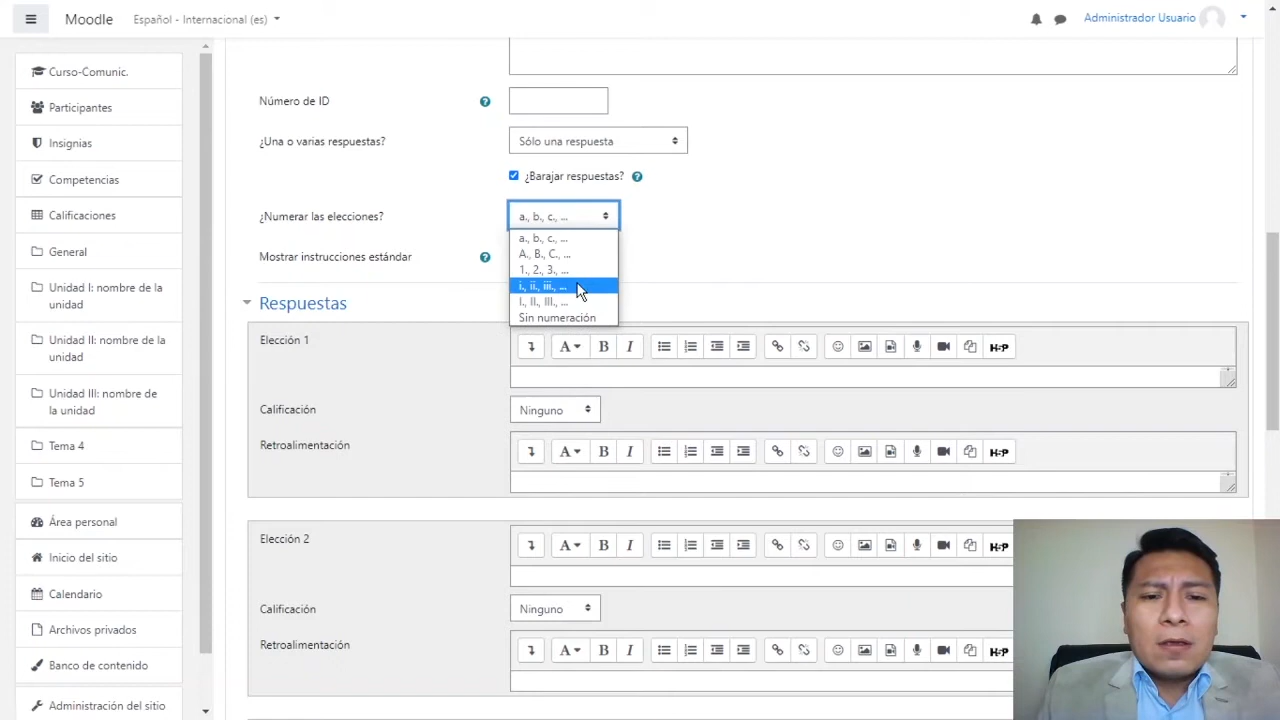 Moodle
Español - Internacional (es)
Administrador Usuario
Curso-Comunic.
Participantes
Insignias
Competencias
Calificaciones
General
Unidad I: nombre de
la unidad
Unidad II: nombre de
la unidad
Unidad III: nombre de
la unidad
Tema 4
Tema 5
Área personal
Inicio del sitio
Calendario
Archivos privados
Banco de contenido
Administración del sitio
Número de ID
¿Una o varias respuestas?
Sólo una respuesta
¿Barajar respuestas?
¿Numerar las elecciones?
a., b., c., ...
a., b., c., ...
A., B., C., ...
1., 2., 3., ...
i., ii., iii., ...
I., II., III., ...
Sin numeración
Mostrar instrucciones estándar
Respuestas
Elección 1
A B I H-P
Calificación
Ninguno
Retroalimentación
A B I H-P
Elección 2
A B I H-P
Calificación
Ninguno
Retroalimentación
A B I H-P